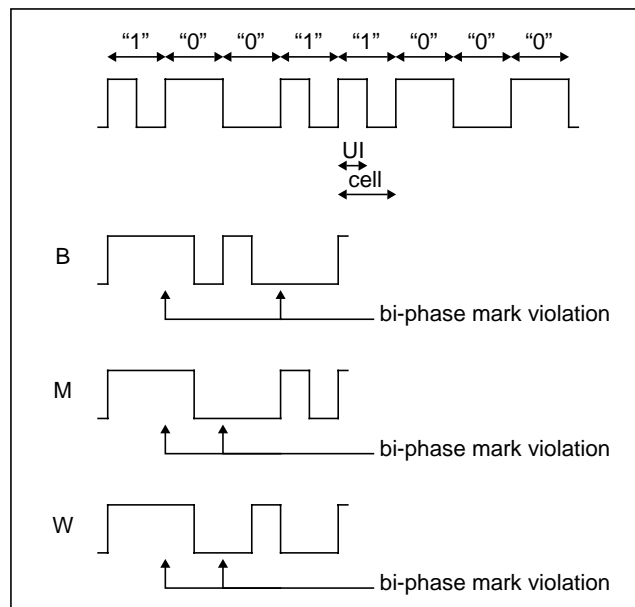 “1” “0” “0” “1” “1” “0” “0” “0”
UI
cell
B
bi-phase mark violation
M
bi-phase mark violation
W
bi-phase mark violation